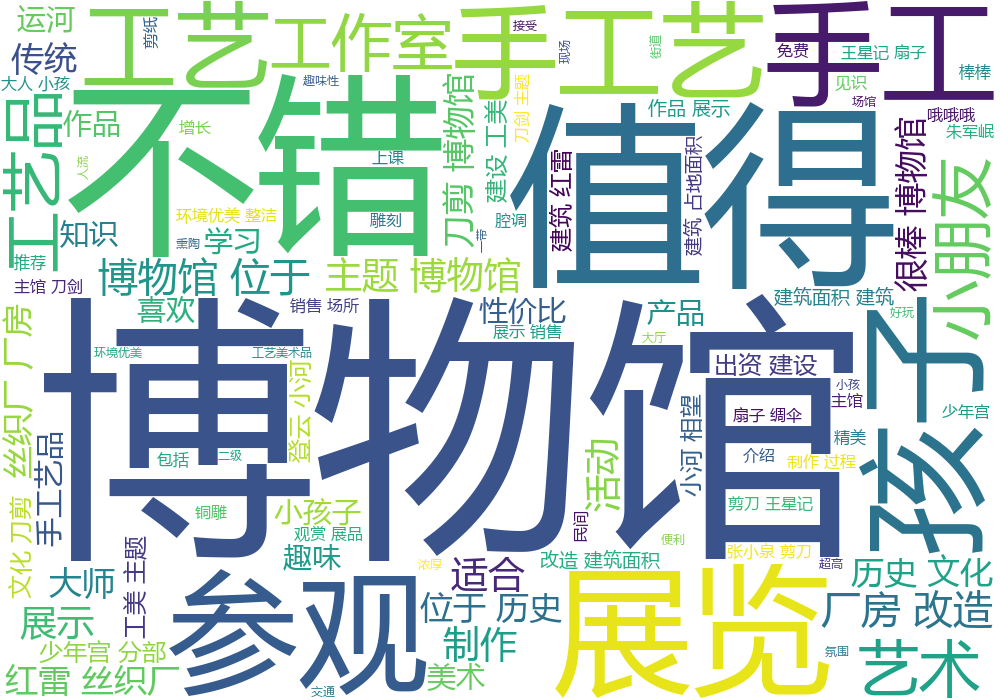 运河
工艺
剪纸
工作室
手工艺
接受
现场
街道
手工
免费
王星记 扇子
传统
大人 小孩
趣味性
见识
棒棒
场馆
工艺品
作品
增长
不错
博物馆
刀剑 主题
工美
作品 展示
值得
哦哦哦
朱军岷
很棒 博物馆
小朋友
人流
上课
刀剪 博物馆
建设 工美
建筑 红雷
建筑 占地面积
知识
环境优美 整洁
雕刻
腔调
熏陶
学习
一带
推荐
主馆 刀剑
博物馆 位于
主题 博物馆
建筑面积 建筑
喜欢
销售 场所
性价比
产品
好玩
孩子
丝织厂 厂房
环境优美
工艺美术品
展示 销售
大厅
博物馆
登云 小河
出资 建设
小孩
主馆
少年宫
手工艺品
小河 相望
扇子 绸伞
精美
包括
二级
活动
介绍
制作 过程
文化 刀剪
铜雕
小孩子
观赏 展品
民间
便利
剪刀 王星记
工美 主题
趣味
浓厚
改造 建筑面积
张小泉 剪刀
超高
大师
参观
适合
展览
历史 文化
展示
位于 历史
厂房 改造
少年宫 分部
制作
氛围
艺术
红雷 丝织厂
交通
美术